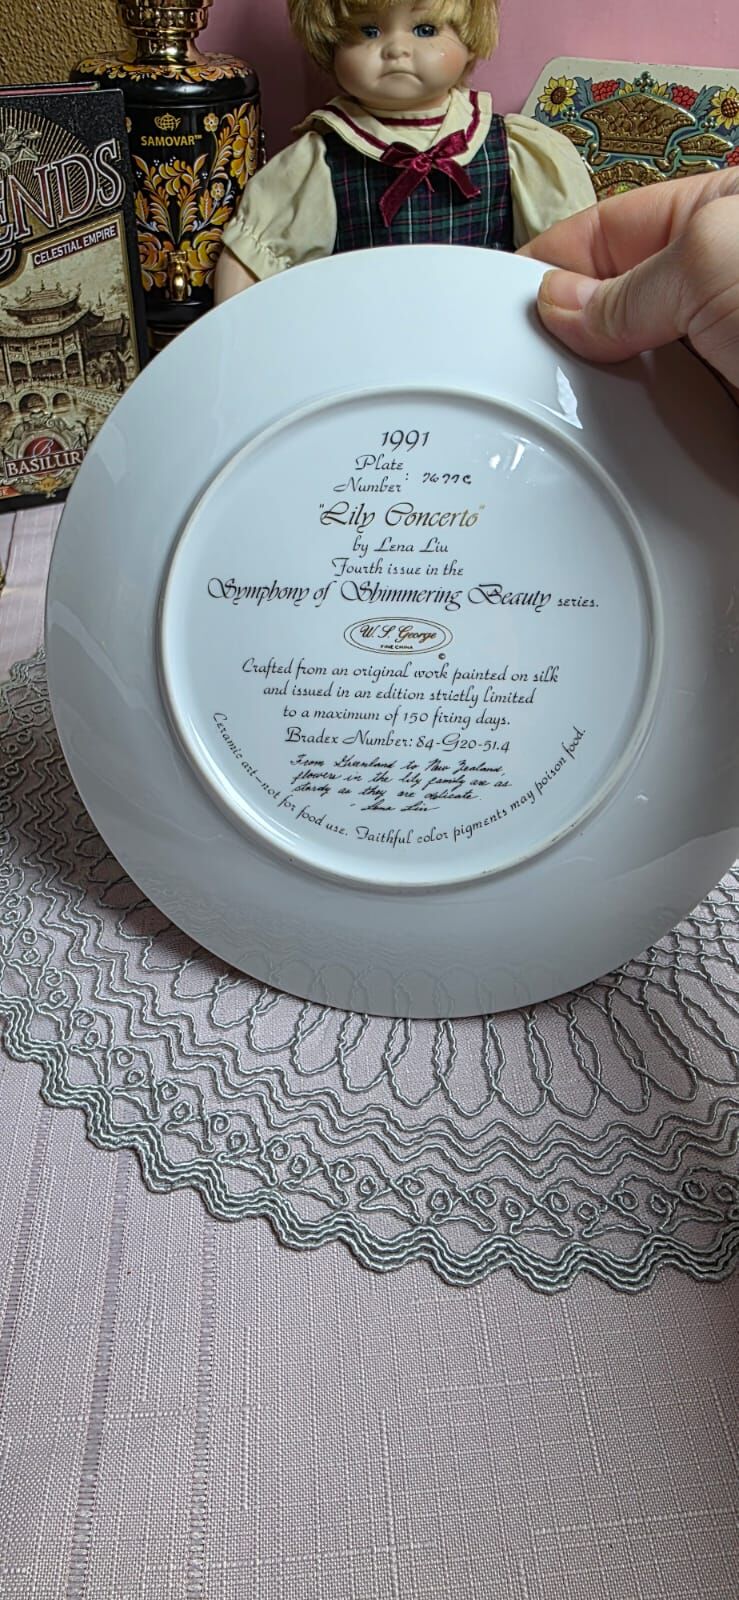 SAMOVAR™
ENDS
CELESTIAL EMPIRE
BASILUR
1991
Plate
Number: 7677C
"Lily Concerto"
by Lena Liu
Fourth issue in the
Symphony of Shimmering Beauty series.
W.S. George
FINE CHINA
©
Crafted from an original work painted on silk
and issued in an edition strictly limited
to a maximum of 150 firing days.
Bradex Number: 84-G20-51.4
From Greenland to New Zealand,
flowers in the lily family are as
sturdy as they are delicate.
- Lena Liu
Ceramic art—not for food use. Faithful color pigments may poison food.